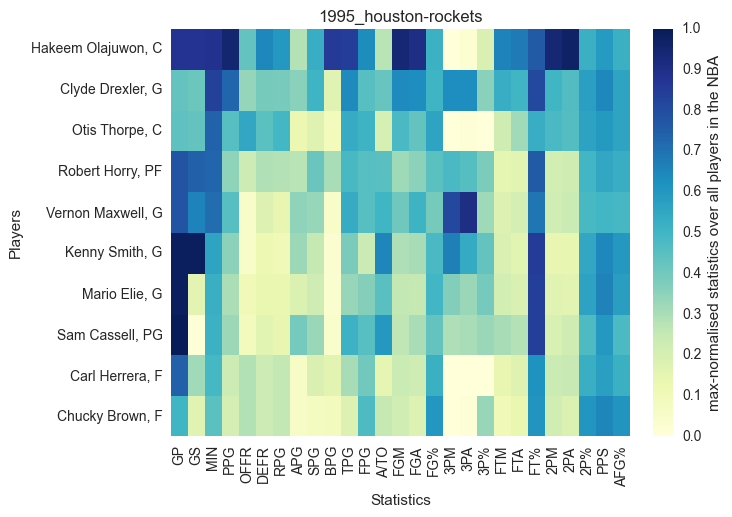 1995_houston-rockets
Players
Hakeem Olajuwon, C
Clyde Drexler, G
Otis Thorpe, C
Robert Horry, PF
Vernon Maxwell, G
Kenny Smith, G
Mario Elie, G
Sam Cassell, PG
Carl Herrera, F
Chucky Brown, F
GP GS MIN PPG OFFR DEFR RPG APG SPG BPG TPG FPG A/TO FGM FGA FG% 3PM 3PA 3P% FTM FTA FT% 2PM 2PA 2P% PPS AFG%
Statistics
1.0
0.9
0.8
0.7
0.6
0.5
0.4
0.3
0.2
0.1
0.0
max-normalised statistics over all players in the NBA